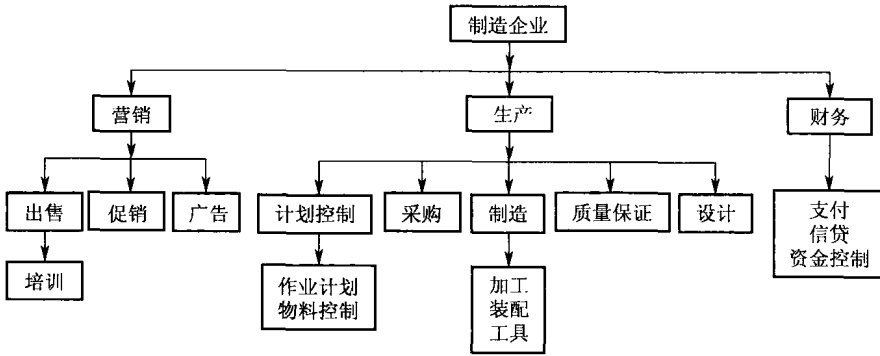 制造企业
营销
生产
财务
出售
促销
广告
计划控制
采购
制造
质量保证
设计
支付
信贷
资金控制
培训
作业计划
物料控制
加工
装配
工具